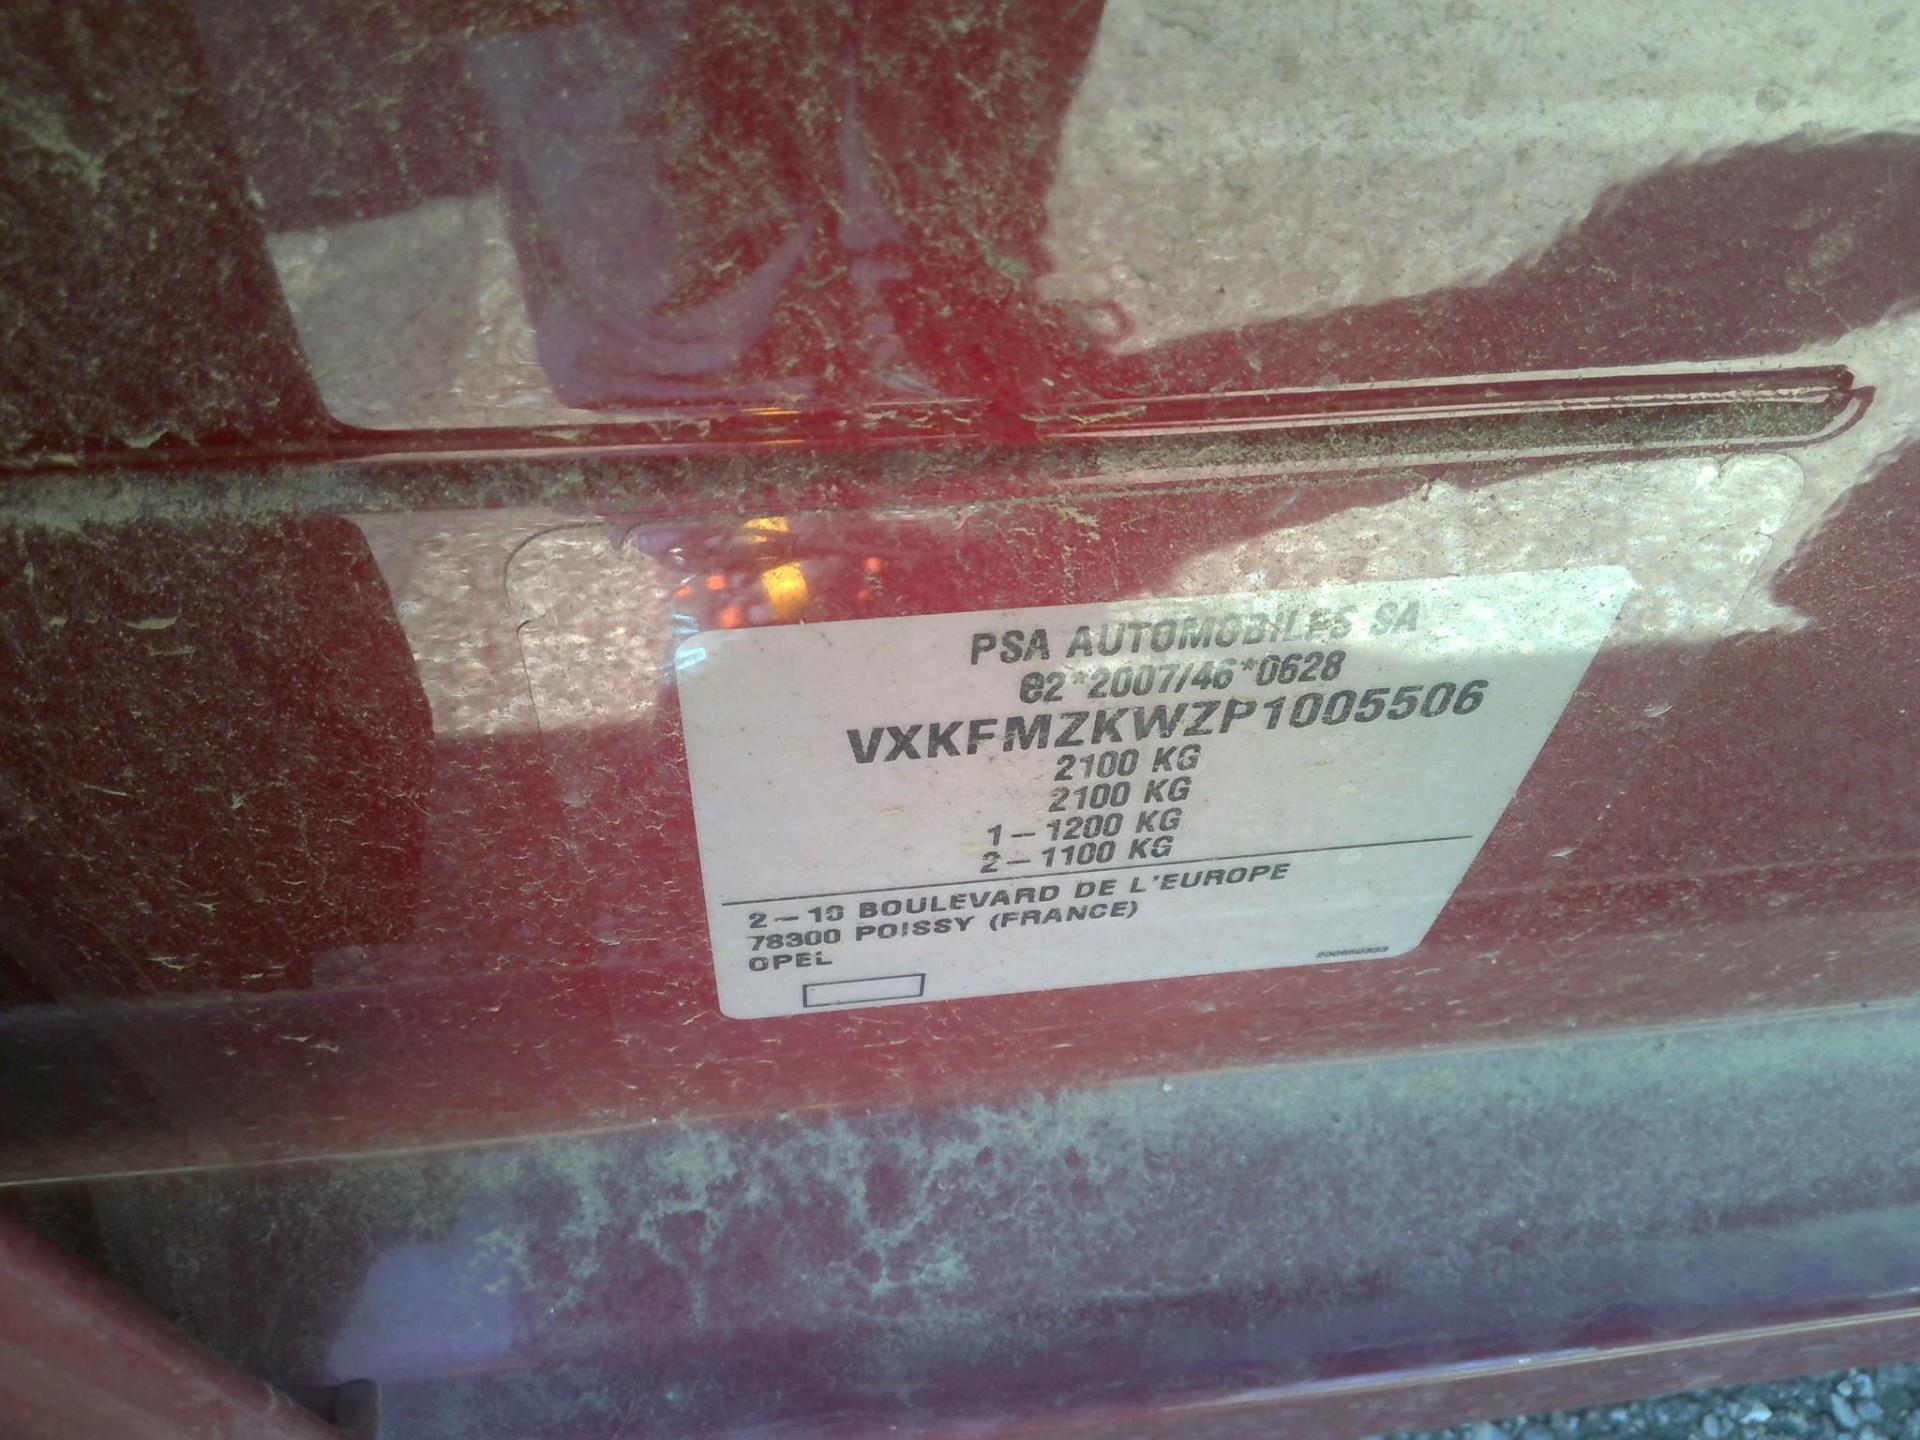 PSA AUTOMOBILES SA
e2*2007/46*0628
VXKFMZKWZP1005506
2100 KG
2100 KG
1-1200 KG
2-1100 KG
2-10 BOULEVARD DE L'EUROPE
78300 POISSY (FRANCE)
OPEL